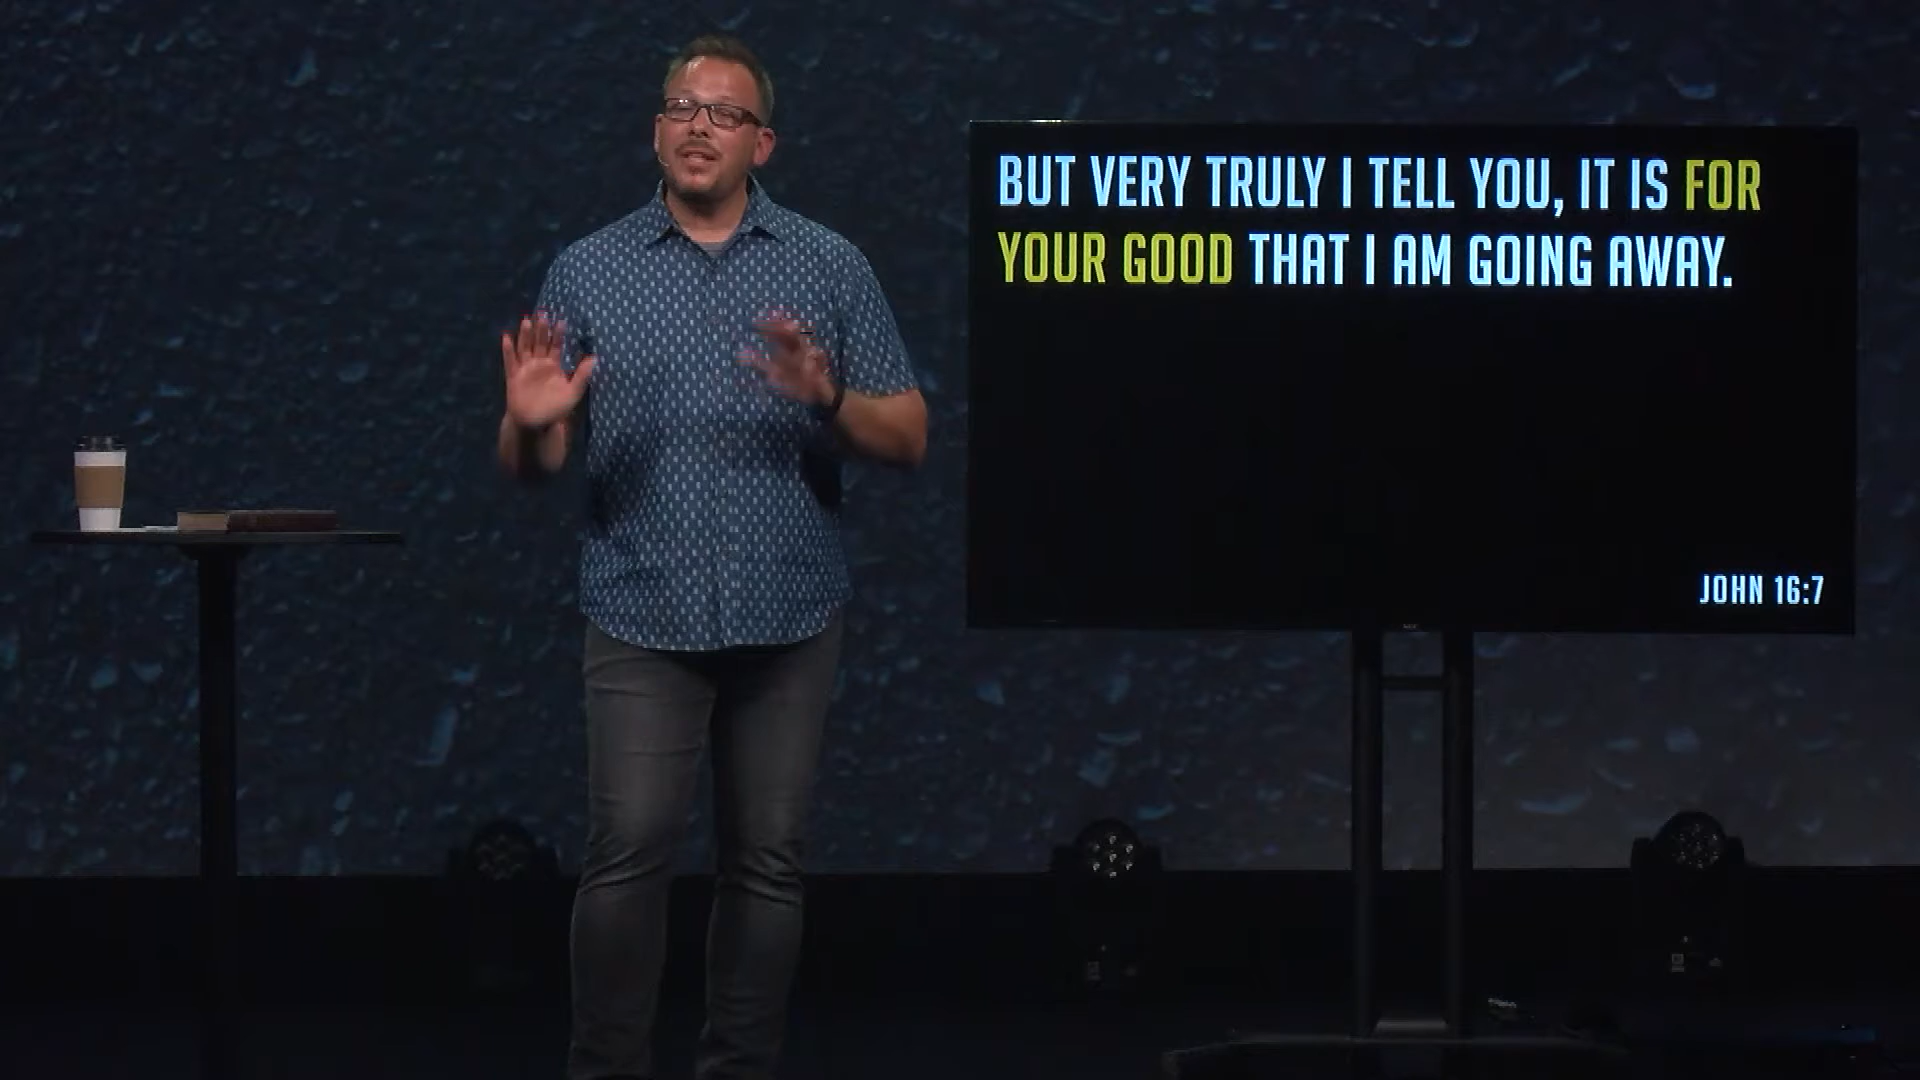 BUT VERY TRULY I TELL YOU, IT IS FOR
YOUR GOOD THAT I AM GOING AWAY.
JOHN 16:7